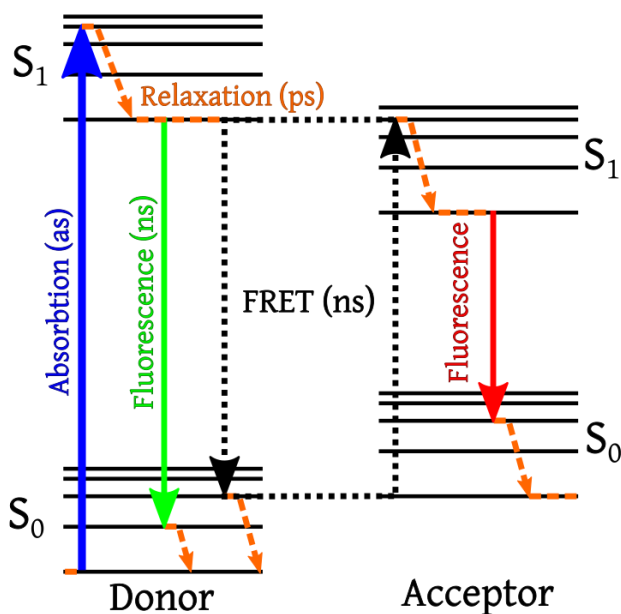 S1
Relaxation (ps)
S1
Absorbtion (as)
Fluorescence (ns)
FRET (ns)
Fluorescence
S0
S0
Donor
Acceptor